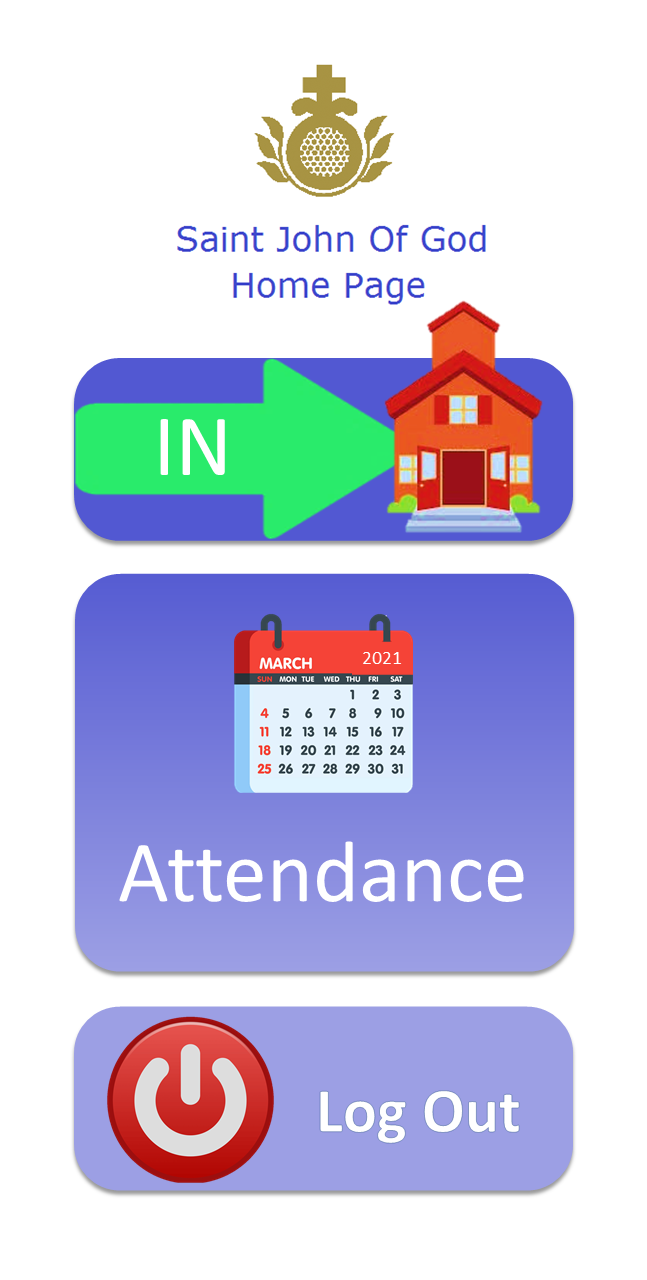 Saint John Of God
Home Page
IN
MARCH 2021
SUN MON TUE WED THU FRI SAT
1 2 3
4 5 6 7 8 9 10
11 12 13 14 15 16 17
18 19 20 21 22 23 24
25 26 27 28 29 30 31
Attendance
Log Out